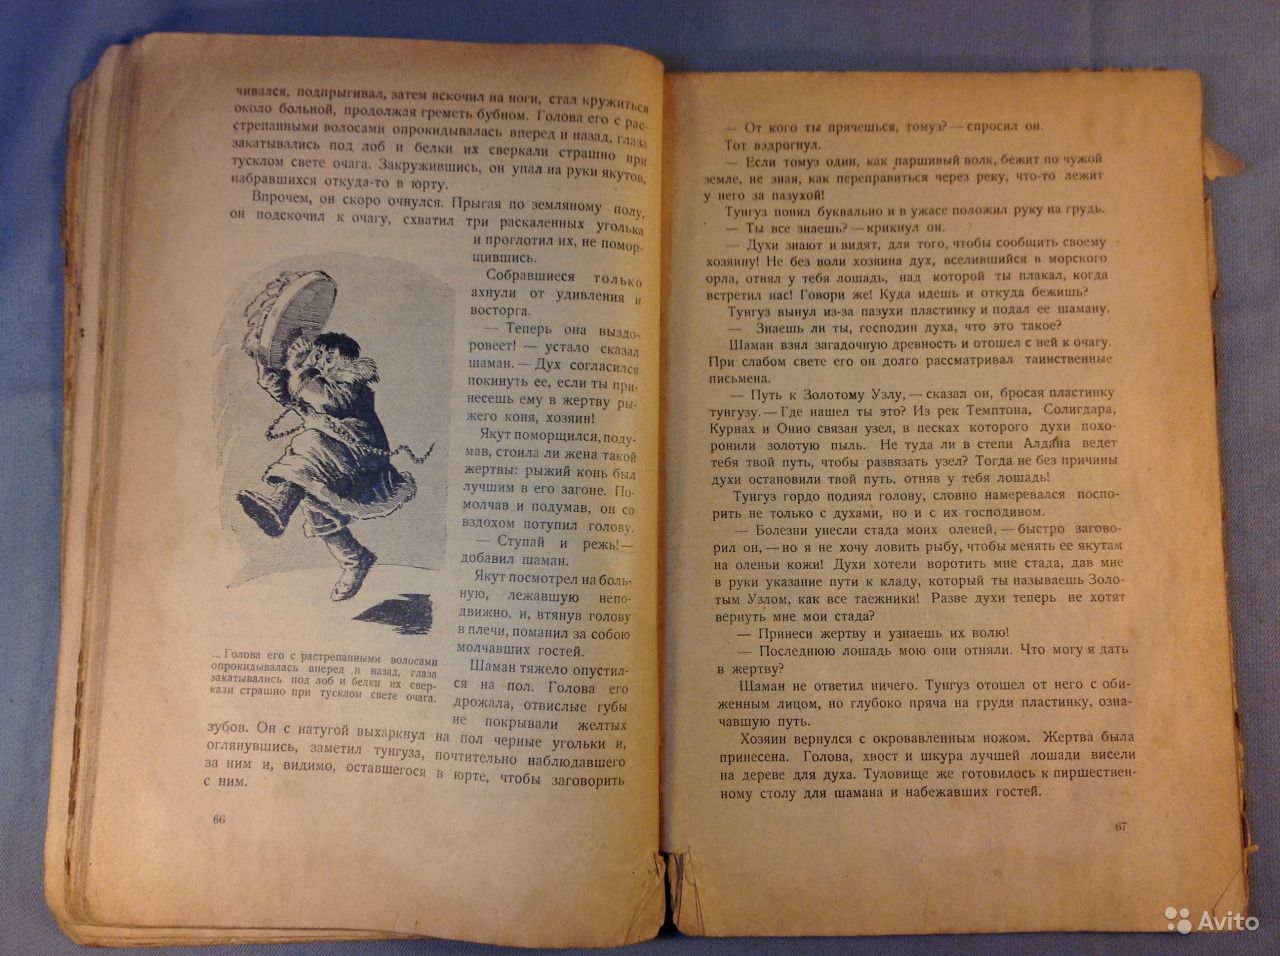 чивался, подпрыгивал, затем вскочил на ноги, стал кружиться
около больной, продолжая греметь бубном. Голова его с рас-
стрепанными волосами опрокидывалась вперед и назад, глаза
закатывались под лоб и белки их сверкали страшно при
тусклом свете очага. Закружившись, он упал на руки якутов,
набравшихся откуда-то в юрту.
Впрочем, он скоро очнулся. Прыгая по земляному полу,
он подскочил к очагу, схватил три раскаленных уголька
и проглотил их, не помор-
щившись.
Собравшиеся только
ахнули от удивления и
восторга.
— Теперь она выздо-
ровеет! — устало сказал
шаман. — Дух согласился
покинуть ее, если ты при-
несешь ему в жертву ры-
жего коня, хозяин!
Якут поморщился, поду-
мав, стоила ли жена такой
жертвы: рыжий конь был
лучшим в его загоне. По-
молчав и подумав, он со
вздохом потупил голову.
— Ступай и режь! —
добавил шаман.
Якут посмотрел на боль-
ную, лежавшую непо-
движно, и, втянув голову
в плечи, поманил за собою
молчавших гостей.
Шаман тяжело опустил-
ся на пол. Голова его
дрожала, отвислые губы
не покрывали желтых
зубов. Он с натугой выхаркнул на пол черные угольки и,
оглянувшись, заметил тунгуза, почтительно наблюдавшего
за ним и, видимо, оставшегося в юрте, чтобы заговорить
с ним.
... Голова его с растрепанными волосами
опрокидывалась вперед и назад, глаза
закатывались под лоб и белки их свер-
кали страшно при тусклом свете очага.
66
— От кого ты прячешься, томуз? — спросил он.
Тот вздрогнул.
— Если томуз один, как паршивый волк, бежит по чужой
земле, не зная, как переправиться через реку, что-то лежит
у него за пазухой!
Тунгуз понял буквально и в ужасе положил руку на грудь.
— Ты все знаешь? — крикнул он.
— Духи знают и видят, для того, чтобы сообщить своему
хозяину! Не без воли хозяина дух, вселившийся в морского
орла, отнял у тебя лошадь, над которой ты плакал, когда
встретил нас! Говори же! Куда идешь и откуда бежишь?
Тунгуз вынул из-за пазухи пластинку и подал ее шаману.
— Знаешь ли ты, господин духа, что это такое?
Шаман взял загадочную древность и отошел с ней к очагу.
При слабом свете его он долго рассматривал таинственные
письмена.
— Путь к Золотому Узлу, — сказал он, бросая пластинку
тунгузу. — Где нашел ты это? Из рек Темптона, Солигдара,
Курнах и Онио связан узел, в песках которого духи похо-
ронили золотую пыль. Не туда ли в степи Алдана ведет
тебя твой путь, чтобы развязать узел? Тогда не без причины
духи остановили твой путь, отняв у тебя лошадь!
Тунгуз гордо поднял голову, словно намеревался поспо-
рить не только с духами, но и с их господином.
— Болезни унесли стада моих оленей, — быстро загово-
рил он, — но я не хочу ловить рыбу, чтобы менять ее якутам
на оленьи кожи! Духи хотели воротить мне стада, дав мне
в руки указание пути к кладу, который ты называешь Золо-
тым Узлом, как все таежники! Разве духи теперь не хотят
вернуть мне мои стада?
— Принеси жертву и узнаешь их волю!
— Последнюю лошадь мою они отняли. Что могу я дать
в жертву?
Шаман не ответил ничего. Тунгуз отошел от него с оби-
женным лицом, но глубоко пряча на груди пластинку, озна-
чавшую путь.
Хозяин вернулся с окровавленным ножом. Жертва была
принесена. Голова, хвост и шкура лучшей лошади висели
на дереве для духа. Туловище же готовилось к пиршествен-
ному столу для шамана и набежавших гостей.
67
Avito